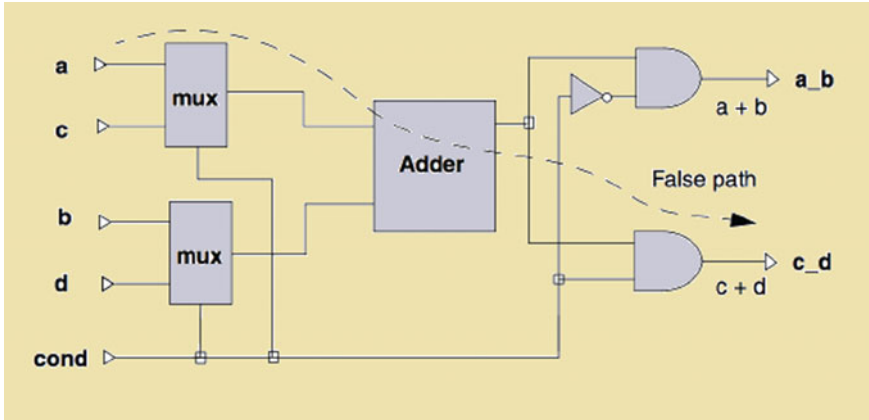 a
mux
c
b
mux
d
cond
Adder
a_b
a + b
False path
c_d
c + d